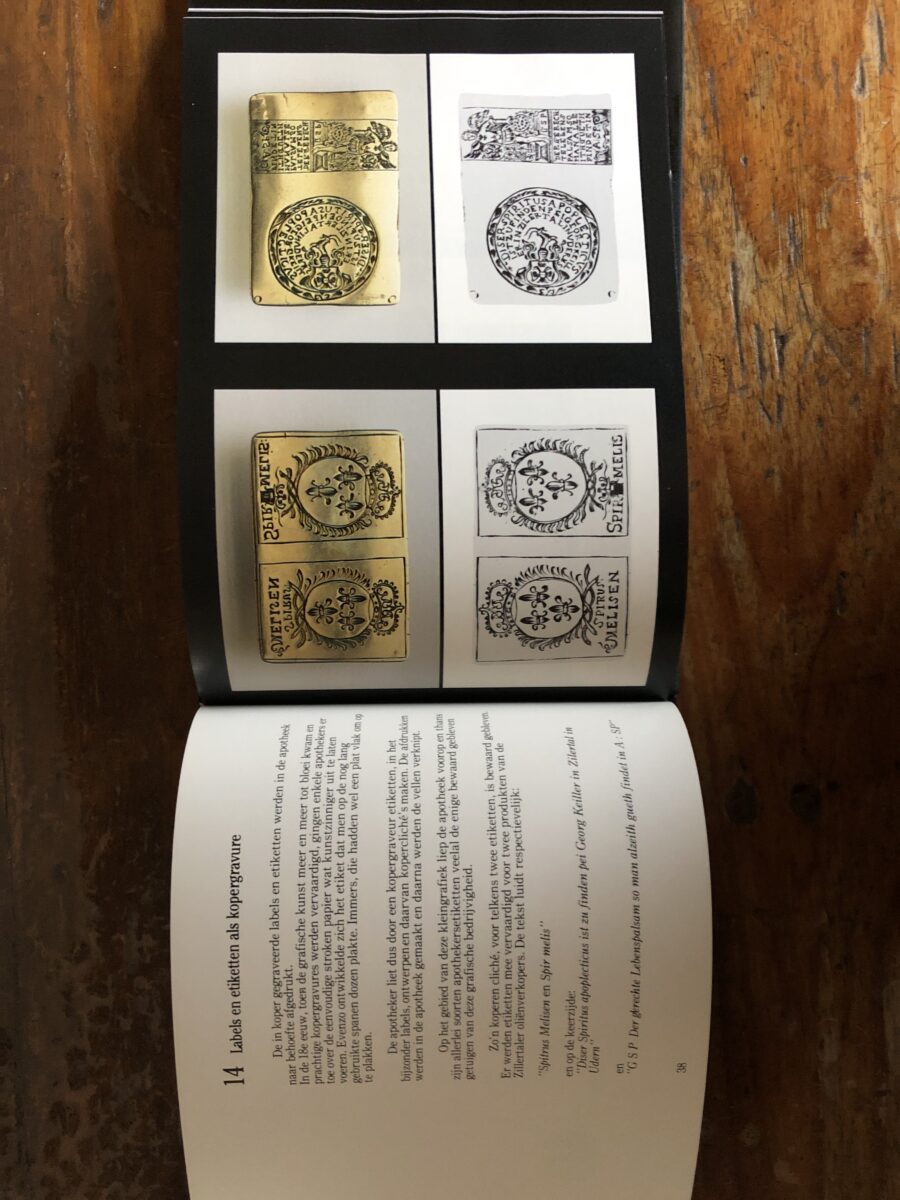 14 Labels en etiketten als kopergravure
De in koper gegraveerde labels en etiketten werden in de apotheek
naar behoefte afgedrukt.
In de 18e eeuw, toen de grafische kunst meer en meer tot bloei kwam en
prachtige kopergravures werden vervaardigd, gingen enkele apothekers er
toe over de eenvoudige stroken papier wat kunstzinniger uit te laten
voeren. Evenzo ontwikkelde zich het etiket dat men op de nog lang
gebruikte spanen dozen plakte. Immers, die hadden wel een plat vlak om op
te plakken.
De apotheker liet dus door een kopergraveur etiketten, in het
bijzonder labels, ontwerpen en daarvan kopercliché's maken. De afdrukken
werden in de apotheek gemaakt en daarna werden de vellen verknipt.
Op het gebied van deze kleingrafiek liep de apotheek voorop en thans
zijn allerlei soorten apothekersetiketten veelal de enige bewaard gebleven
getuigen van deze grafische bedrijvigheid.
Zo'n koperen cliché, voor telkens twee etiketten, is bewaard gebleven.
Er werden etiketten mee vervaardigd voor twee produkten van de
Zillertaler oliënverkopers. De tekst luidt respectievelijk:
"Spitrus Melisen en Spir melis"
en op de keerzijde:
"Diser Spiritus apoplecticus ist zu finden pei Georg Keiller in Zilertal in
Udern"
en
"G S P Der gerechte Lebenspalsam so man alzeith gueth findet in A : SP"
38
SPIRUS
MELISEN
SPIR MELIS
SPIRUS
MELISEN
SPIR MELIS:
DISER SPIRITUS APOPLECTICUS